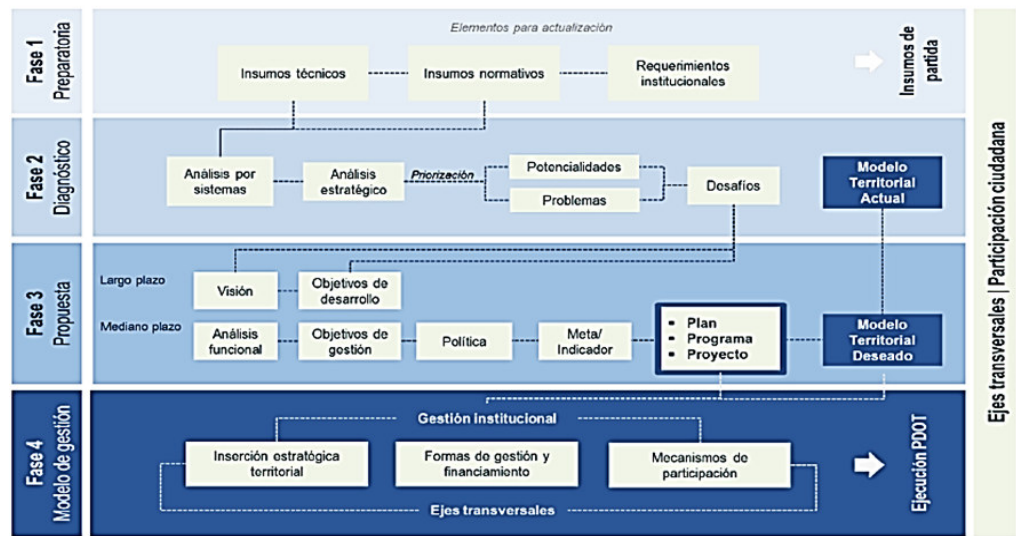 Fase 1
Preparatoria
Elementos para actualización
Insumos técnicos
Insumos normativos
Requerimientos
institucionales
Insumos de
partida
Fase 2
Diagnóstico
Análisis por
sistemas
Análisis
estratégico
Priorización
Potencialidades
Problemas
Desafíos
Modelo
Territorial
Actual
Fase 3
Propuesta
Largo plazo
Visión
Objetivos de
desarrollo
Mediano plazo
Análisis
funcional
Objetivos de
gestión
Política
Meta/
Indicador
▪ Plan
▪ Programa
▪ Proyecto
Modelo
Territorial
Deseado
Fase 4
Modelo de gestión
Gestión institucional
Inserción estratégica
territorial
Formas de gestión y
financiamiento
Mecanismos de
participación
Ejes transversales
Ejecución PDOT
Ejes transversales | Participación ciudadana